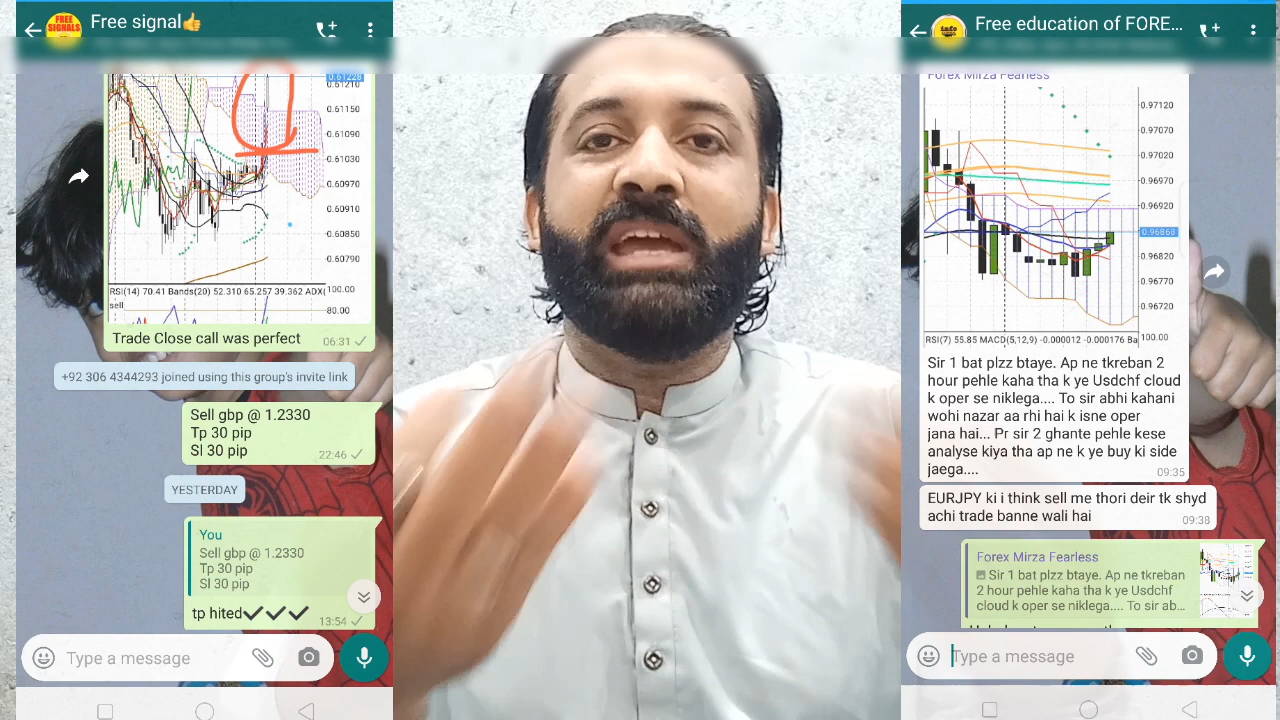 Free signal👍
FREE
SIGNALS
0.61228
0.61210
0.61150
0.61090
0.61030
0.60970
0.60910
0.60850
0.60790
RSI(14) 70.41 Bands(20) 52.310 65.257 39.362 ADX(
100.00
sell
80.00
Trade Close call was perfect
06:31
+92 306 4344293 joined using this group's invite link
Sell gbp @ 1.2330
Tp 30 pip
Sl 30 pip
22:46
YESTERDAY
You
Sell gbp @ 1.2330
Tp 30 pip
Sl 30 pip
tp hited✓✓✓
13:54
Type a message
Free education of FORE...
info
Forex Mirza Fearless
0.97120
0.97070
0.97020
0.96970
0.96920
0.96868
0.96820
0.96770
0.96720
RSI(7) 55.85 MACD(5,12,9) -0.000012 -0.000176 Ba
100.00
Sir 1 bat plzz btaye. Ap ne tkreban 2
hour pehle kaha tha k ye Usdchf cloud
k oper se niklega.... To sir abhi kahani
wohi nazar aa rhi hai k isne oper
jana hai... Pr sir 2 ghante pehle kese
analyse kiya tha ap ne k ye buy ki side
jaega....
09:35
EURJPY ki i think sell me thori deir tk shyd
achi trade banne wali hai
09:38
Forex Mirza Fearless
Sir 1 bat plzz btaye. Ap ne tkreban
2 hour pehle kaha tha k ye Usdchf
cloud k oper se niklega.... To sir ab...
Type a message